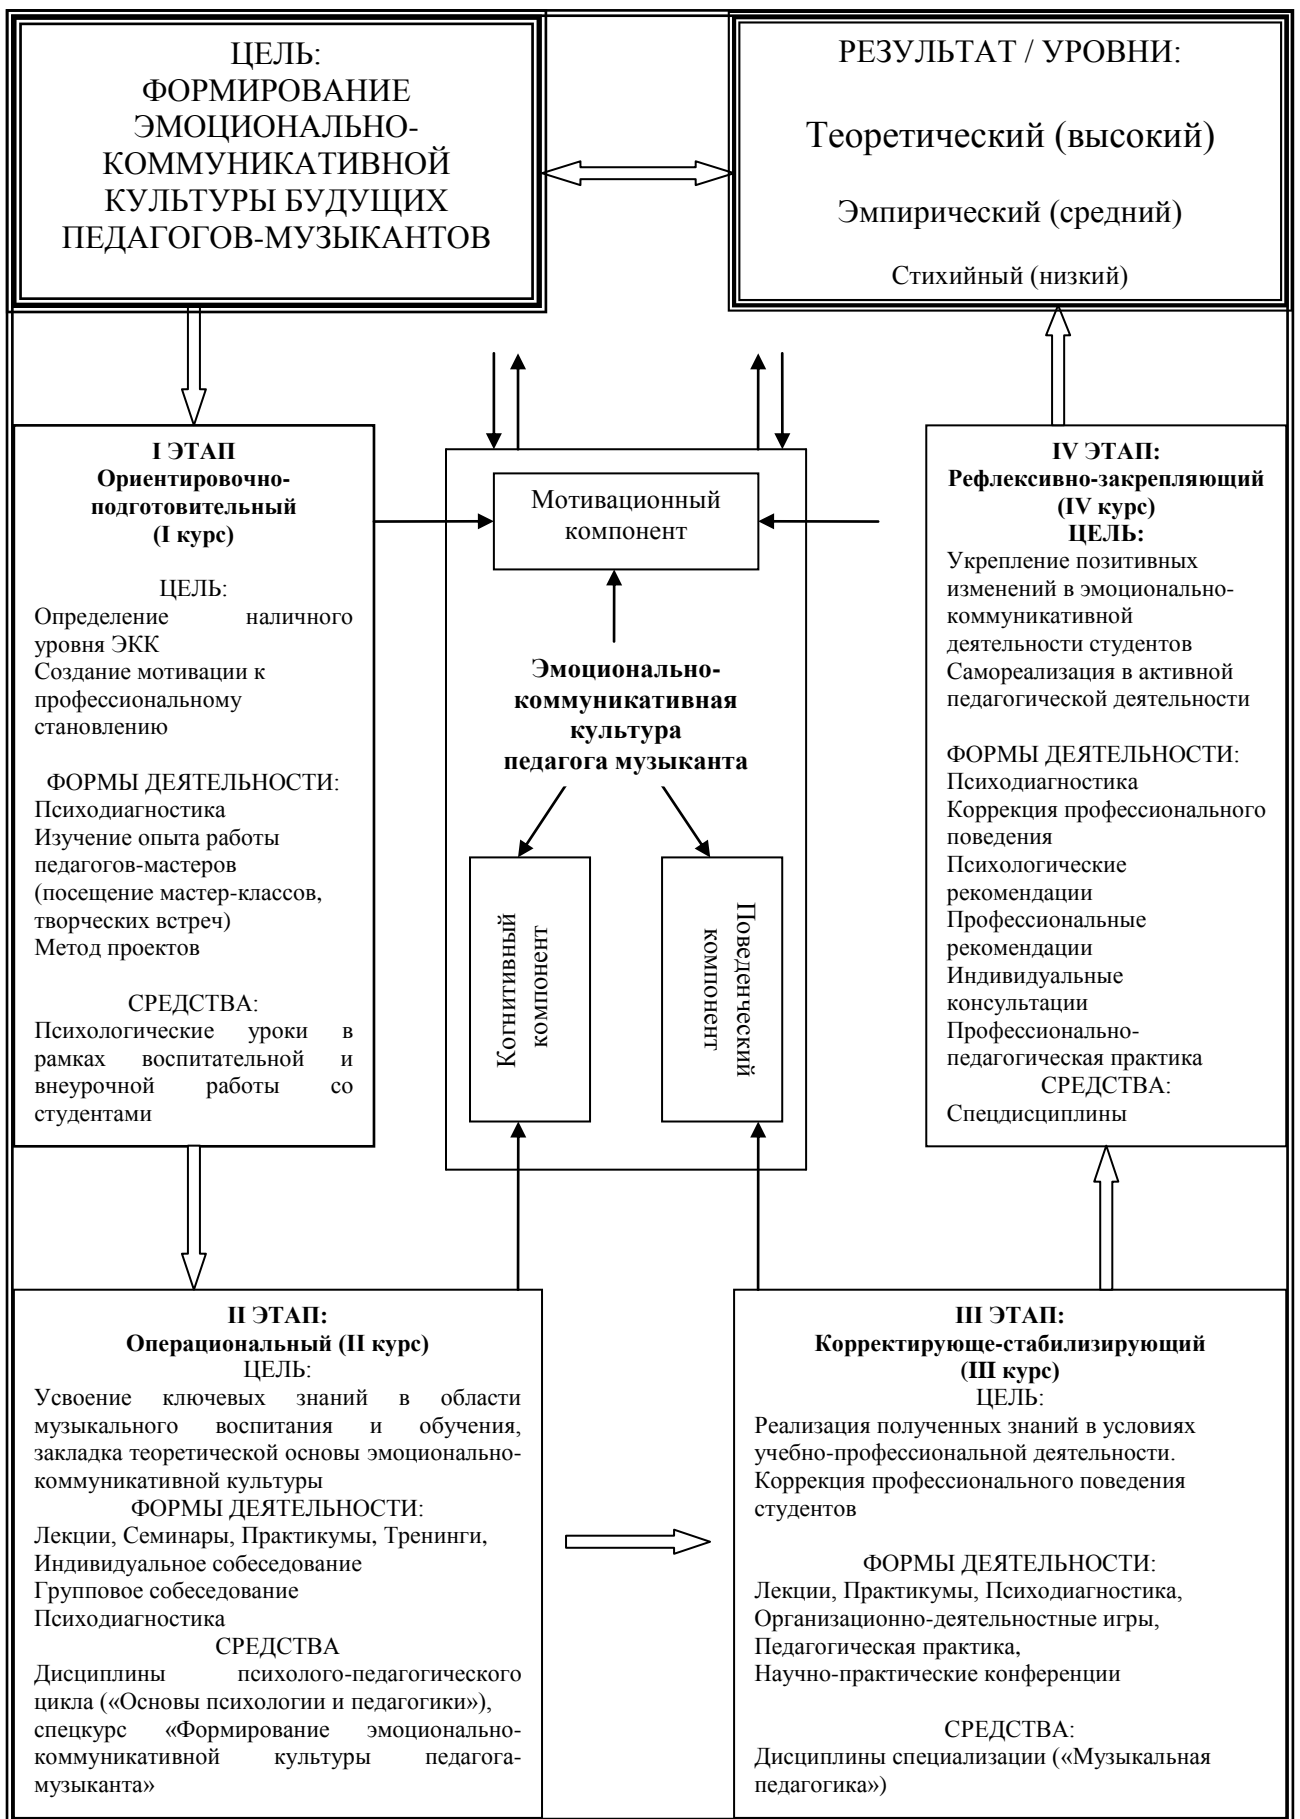 ЦЕЛЬ:
ФОРМИРОВАНИЕ
ЭМОЦИОНАЛЬНО-
КОММУНИКАТИВНОЙ
КУЛЬТУРЫ БУДУЩИХ
ПЕДАГОГОВ-МУЗЫКАНТОВ
РЕЗУЛЬТАТ / УРОВНИ:
Теоретический (высокий)
Эмпирический (средний)
Стихийный (низкий)
I ЭТАП
Ориентировочно-
подготовительный
(I курс)
ЦЕЛЬ:
Определение наличного
уровня ЭКК
Создание мотивации к
профессиональному
становлению
ФОРМЫ ДЕЯТЕЛЬНОСТИ:
Психодиагностика
Изучение опыта работы
педагогов-мастеров
(посещение мастер-классов,
творческих встреч)
Метод проектов
СРЕДСТВА:
Психологические уроки в
рамках воспитательной и
внеурочной работы со
студентами
Мотивационный
компонент
Эмоционально-
коммуникативная
культура
педагога музыканта
Когнитивный
компонент
Поведенческий
компонент
IV ЭТАП:
Рефлексивно-закрепляющий
(IV курс)
ЦЕЛЬ:
Укрепление позитивных
изменений в эмоционально-
коммуникативной
деятельности студентов
Самореализация в активной
педагогической деятельности
ФОРМЫ ДЕЯТЕЛЬНОСТИ:
Психодиагностика
Коррекция профессионального
поведения
Психологические
рекомендации
Профессиональные
рекомендации
Индивидуальные
консультации
Профессионально-
педагогическая практика
СРЕДСТВА:
Спецдисциплины
II ЭТАП:
Операциональный (II курс)
ЦЕЛЬ:
Усвоение ключевых знаний в области
музыкального воспитания и обучения,
закладка теоретической основы эмоционально-
коммуникативной культуры
ФОРМЫ ДЕЯТЕЛЬНОСТИ:
Лекции, Семинары, Практикумы, Тренинги,
Индивидуальное собеседование
Групповое собеседование
Психодиагностика
СРЕДСТВА
Дисциплины психолого-педагогического
цикла («Основы психологии и педагогики»),
спецкурс «Формирование эмоционально-
коммуникативной культуры педагога-
музыканта»
III ЭТАП:
Корректирующе-стабилизирующий
(III курс)
ЦЕЛЬ:
Реализация полученных знаний в условиях
учебно-профессиональной деятельности.
Коррекция профессионального поведения
студентов
ФОРМЫ ДЕЯТЕЛЬНОСТИ:
Лекции, Практикумы, Психодиагностика,
Организационно-деятельностные игры,
Педагогическая практика,
Научно-практические конференции
СРЕДСТВА:
Дисциплины специализации («Музыкальная
педагогика»)